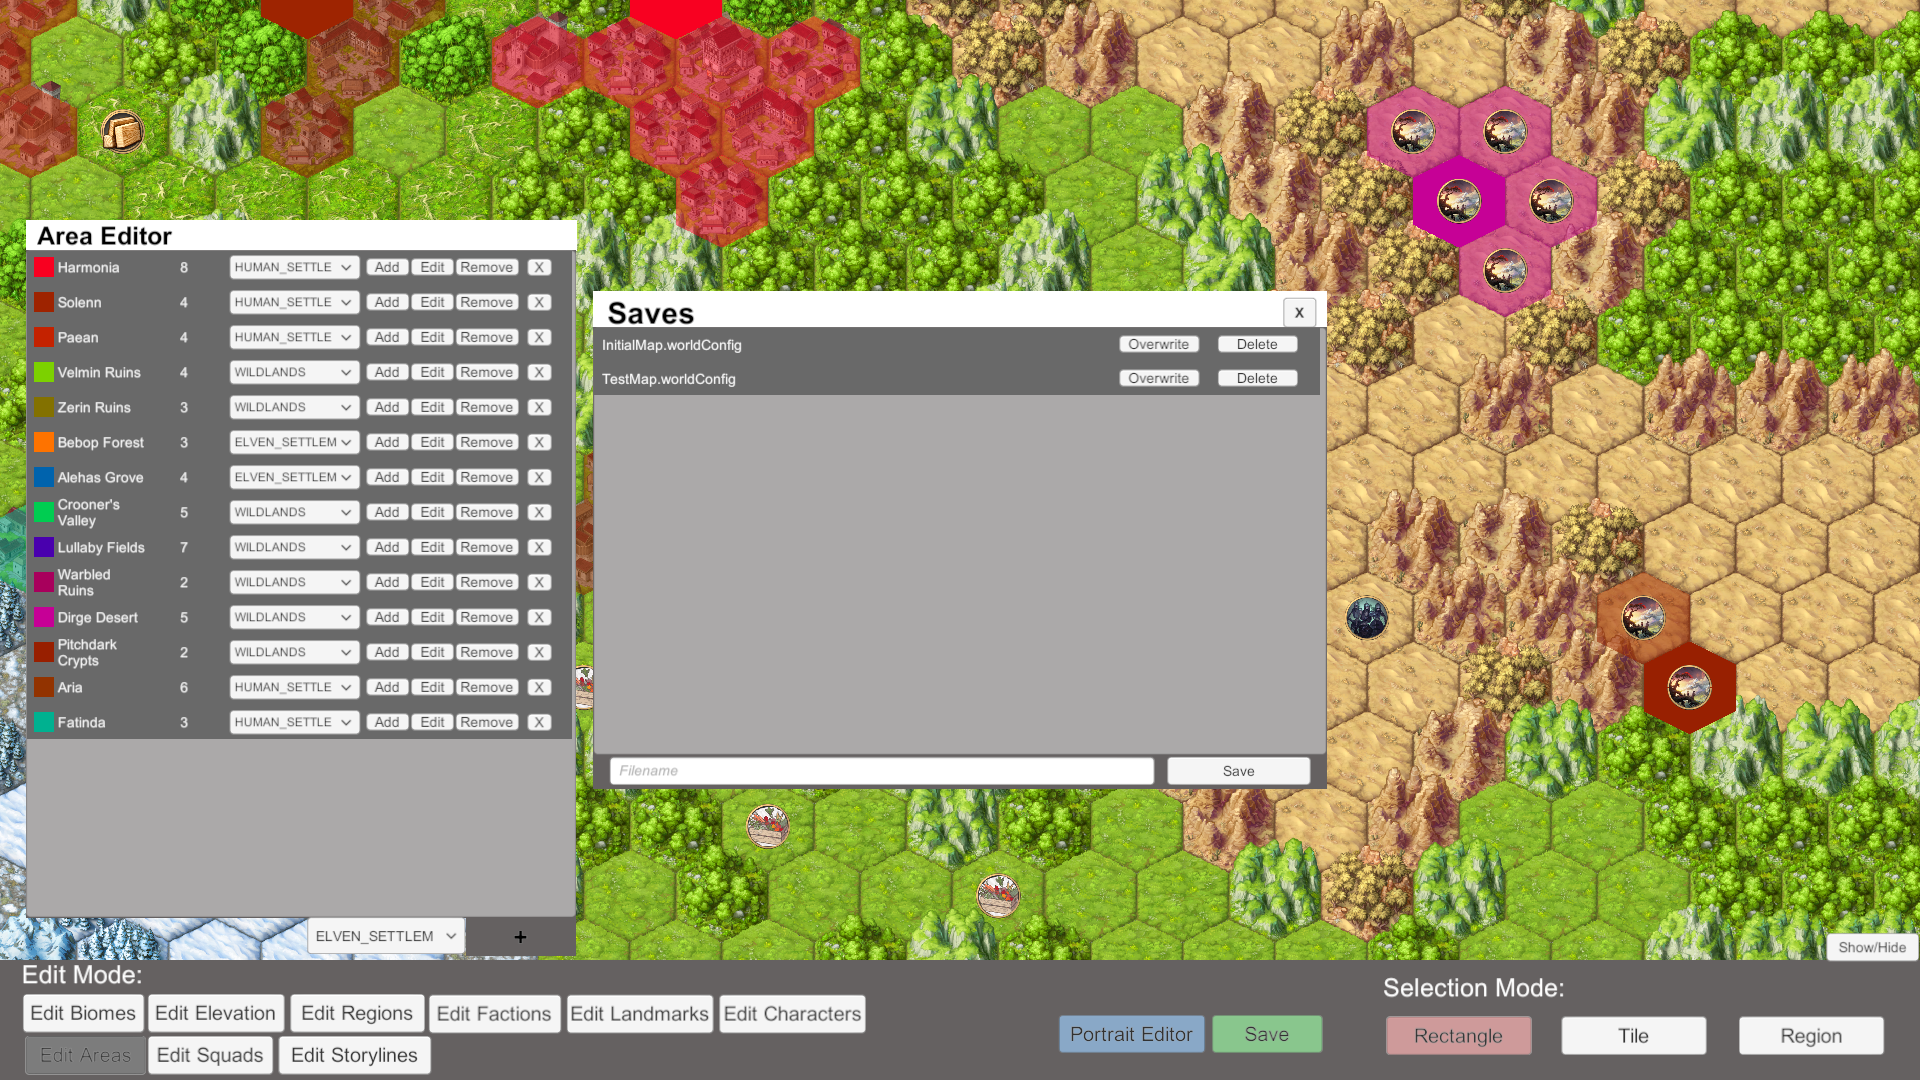 Area Editor
Harmonia 8 HUMAN_SETTLE Add Edit Remove X
Solenn 4 HUMAN_SETTLE Add Edit Remove X
Paean 4 HUMAN_SETTLE Add Edit Remove X
Velmin Ruins 4 WILDLANDS Add Edit Remove X
Zerin Ruins 3 WILDLANDS Add Edit Remove X
Bebop Forest 3 ELVEN_SETTLEM Add Edit Remove X
Alehas Grove 4 ELVEN_SETTLEM Add Edit Remove X
Crooner's
Valley 5 WILDLANDS Add Edit Remove X
Lullaby Fields 7 WILDLANDS Add Edit Remove X
Warbled
Ruins 2 WILDLANDS Add Edit Remove X
Dirge Desert 5 WILDLANDS Add Edit Remove X
Pitchdark
Crypts 2 WILDLANDS Add Edit Remove X
Aria 6 HUMAN_SETTLE Add Edit Remove X
Fatinda 3 HUMAN_SETTLE Add Edit Remove X
ELVEN_SETTLEM +
Saves X
InitialMap.worldConfig Overwrite Delete
TestMap.worldConfig Overwrite Delete
Filename Save
Show/Hide
Edit Mode:
Edit Biomes Edit Elevation Edit Regions Edit Factions Edit Landmarks Edit Characters
Edit Areas Edit Squads Edit Storylines
Portrait Editor Save
Selection Mode:
Rectangle Tile Region